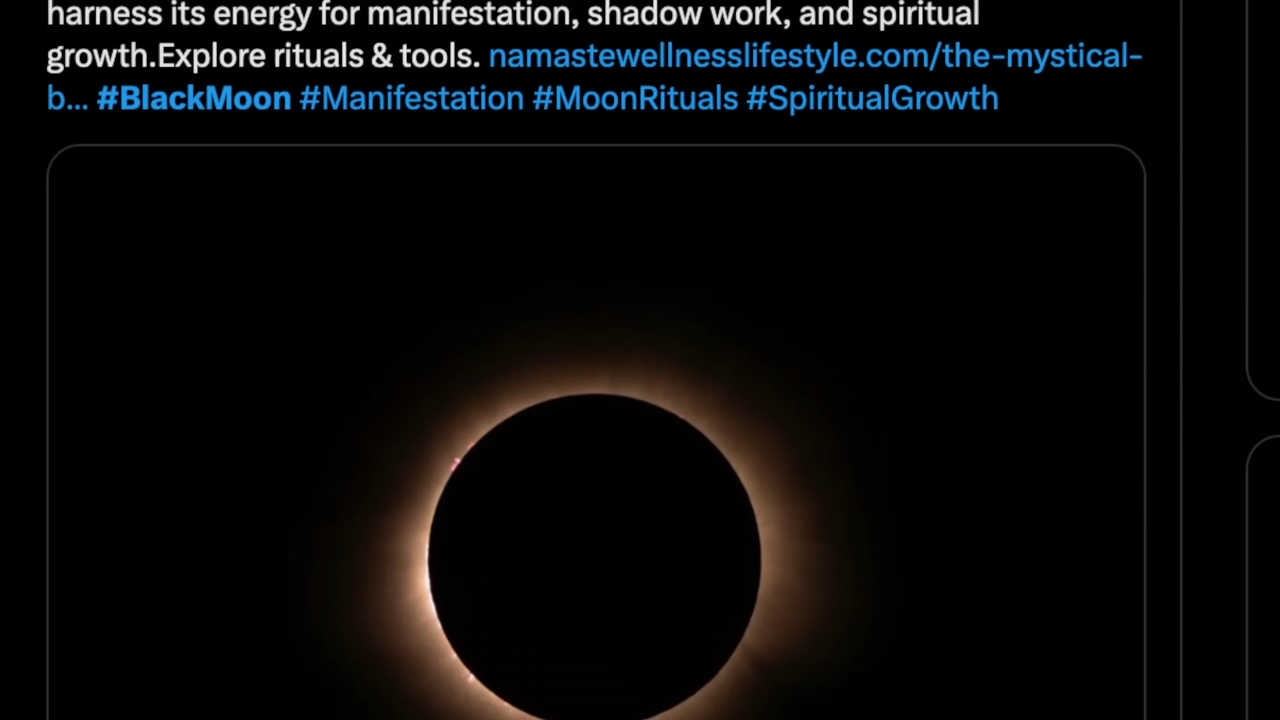 harness its energy for manifestation, shadow work, and spiritual
growth.Explore rituals & tools. namastewellnesslifestyle.com/the-mystical-
b... #BlackMoon #Manifestation #MoonRituals #SpiritualGrowth